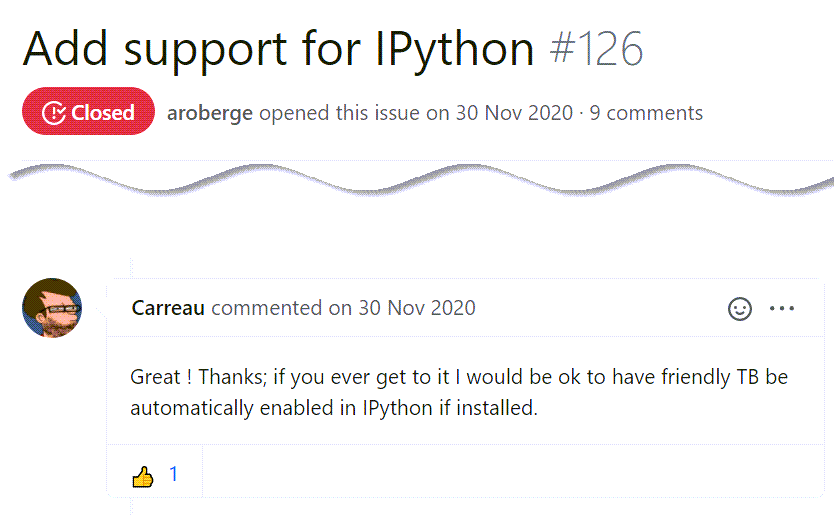 Add support for IPython #126
Closed aroberge opened this issue on 30 Nov 2020 · 9 comments
Carreau commented on 30 Nov 2020
Great ! Thanks; if you ever get to it I would be ok to have friendly TB be
automatically enabled in IPython if installed.
👍 1